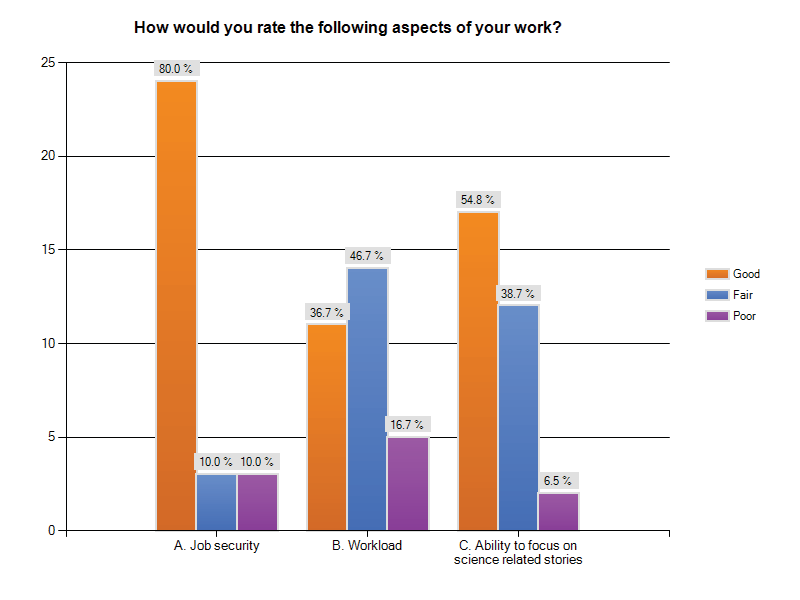 How would you rate the following aspects of your work?
25
20
15
10
5
0
80.0 %
10.0 %
10.0 %
36.7 %
46.7 %
16.7 %
54.8 %
38.7 %
6.5 %
A. Job security
B. Workload
C. Ability to focus on
science related stories
Good
Fair
Poor